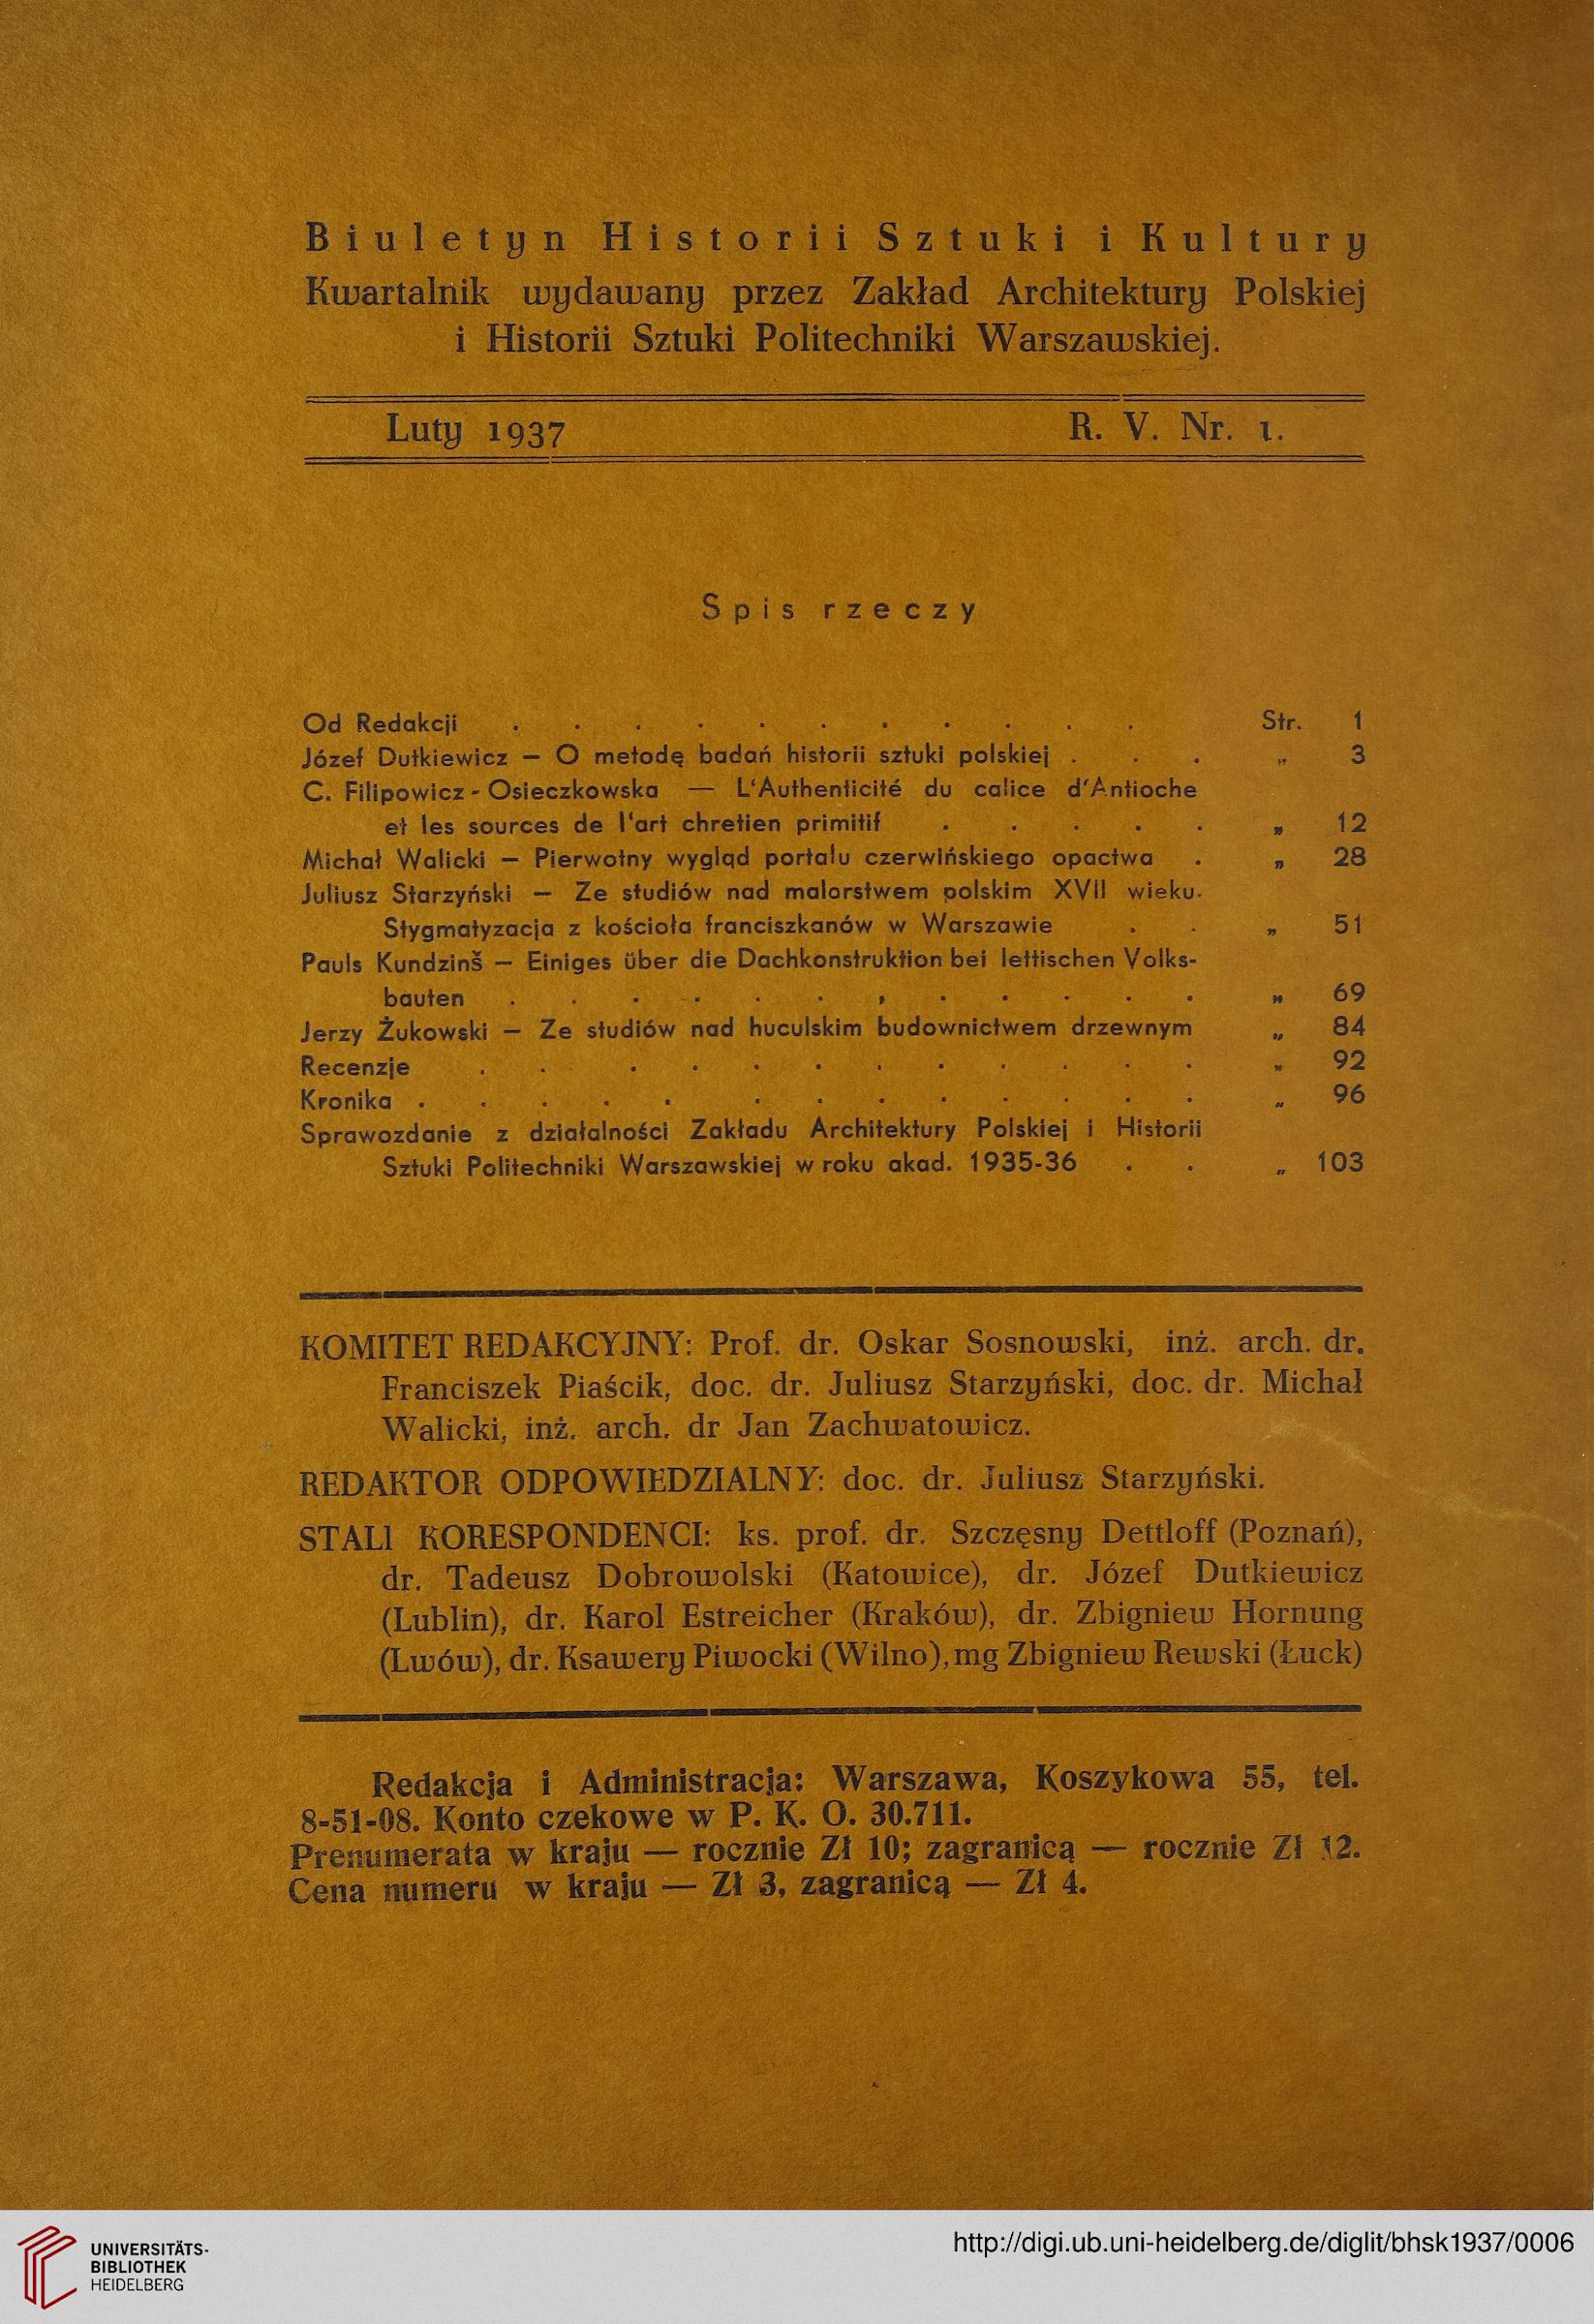 Biuletyn Historii Sztuki i Kultury
Kwartalnik wydawany przez Zakład Architektury Polskiej
i Historii Sztuki Politechniki Warszawskiej.
Luty 1937 R. V. Nr. 1.
Spis rzeczy
Od Redakcji . . . . . . . . . . . Str. 1
Józef Dutkiewicz — O metodę badań historii sztuki polskiej . . . „ 3
C. Filipowicz-Osieczkowska — L'Authenticité du calice d'Antioche
et les sources de l'art chretien primitif . . . . . „ 12
Michał Walicki — Pierwotny wygląd portalu czerwińskiego opactwa . „ 28
Juliusz Starzyński — Ze studiów nad malarstwem polskim XVII wieku.
Stygmatyzacja z kościoła franciszkanów w Warszawie . . „ 51
Pauls Kundzinš — Einiges über die Dachkonstruktion bei lettischen Volks-
bauten . . . . . . . . . . . . „ 69
Jerzy Żukowski — Ze studiów nad huculskim budownictwem drzewnym „ 84
Recenzje . . . . . . . . . . . . „ 92
Kronika . . . . . . . . . . . . . „ 96
Sprawozdanie z działalności Zakładu Architektury Polskiej i Historii
Sztuki Politechniki Warszawskiej w roku akad. 1935-36 . . „ 103
KOMITET REDAKCYJNY: Prof. dr. Oskar Sosnowski, inż. arch. dr.
Franciszek Piaścik, doc. dr. Juliusz Starzyński, doc. dr. Michał
Walicki, inż. arch. dr Jan Zachwatowicz.
REDAKTOR ODPOWIEDZIALNY: doc. dr. Juliusz Starzyński.
STALI KORESPONDENCI: ks. prof. dr. Szczęsny Dettloff (Poznań),
dr. Tadeusz Dobrowolski (Katowice), dr. Józef Dutkiewicz
(Lublin), dr. Karol Estreicher (Kraków), dr. Zbigniew Hornung
(Lwów), dr. Ksawery Piwocki (Wilno), mg Zbigniew Rewski (Łuck)
Redakcja i Administracja: Warszawa, Koszykowa 55, tel.
8-51-08. Konto czekowe w P. K. O. 30.711.
Prenumerata w kraju — rocznie Zł 10; zagranicą — rocznie Zł 12.
Cena numeru w kraju — Zł 3, zagranicą — Zł 4.
UNIVERSITÄTS-
BIBLIOTHEK
HEIDELBERG
http://digi.ub.uni-heidelberg.de/diglit/bhsk1937/0006